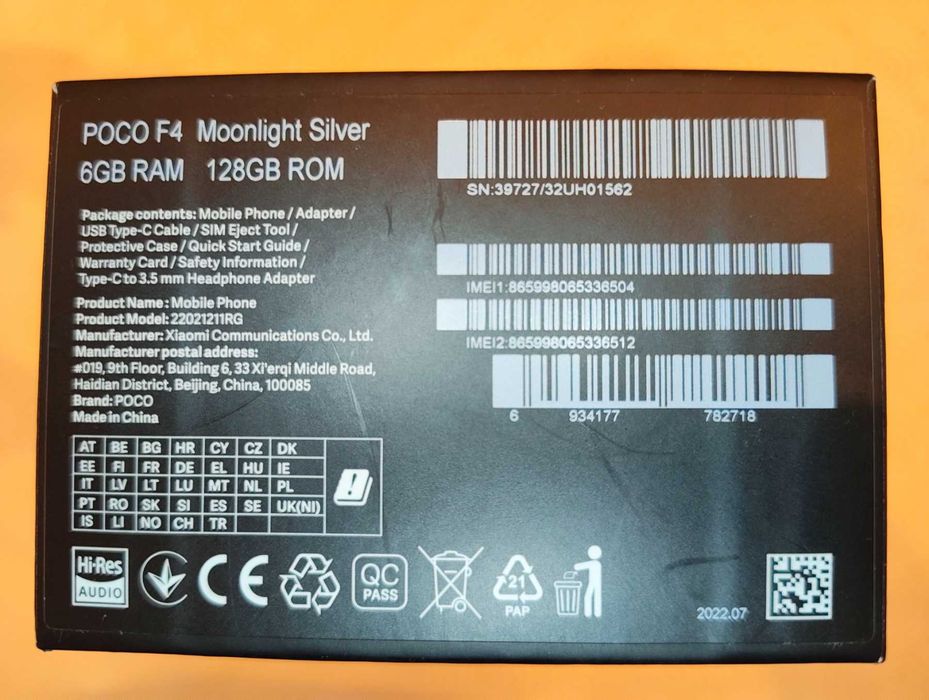 POCO F4 Moonlight Silver
6GB RAM 128GB ROM
Package contents: Mobile Phone / Adapter /
USB Type-C Cable / SIM Eject Tool /
Protective Case / Quick Start Guide /
Warranty Card / Safety Information /
Type-C to 3.5 mm Headphone Adapter
Product Name: Mobile Phone
Product Model: 22021211RG
Manufacturer: Xiaomi Communications Co., Ltd.
Manufacturer postal address:
#019, 9th Floor, Building 6, 33 Xi'erqi Middle Road,
Haidian District, Beijing, China, 100085
Brand: POCO
Made in China
SN:39727/32UH01562
IMEI1:865998065336504
IMEI2:865998065336512
6 934177 782718
AT BE BG HR CY CZ DK
EE FI FR DE EL HU IE
IT LV LT LU MT NL PL
PT RO SK SI ES SE UK(NI)
IS LI NO CH TR
Hi-Res
AUDIO
CE
QC
PASS
21
PAP
2022.07